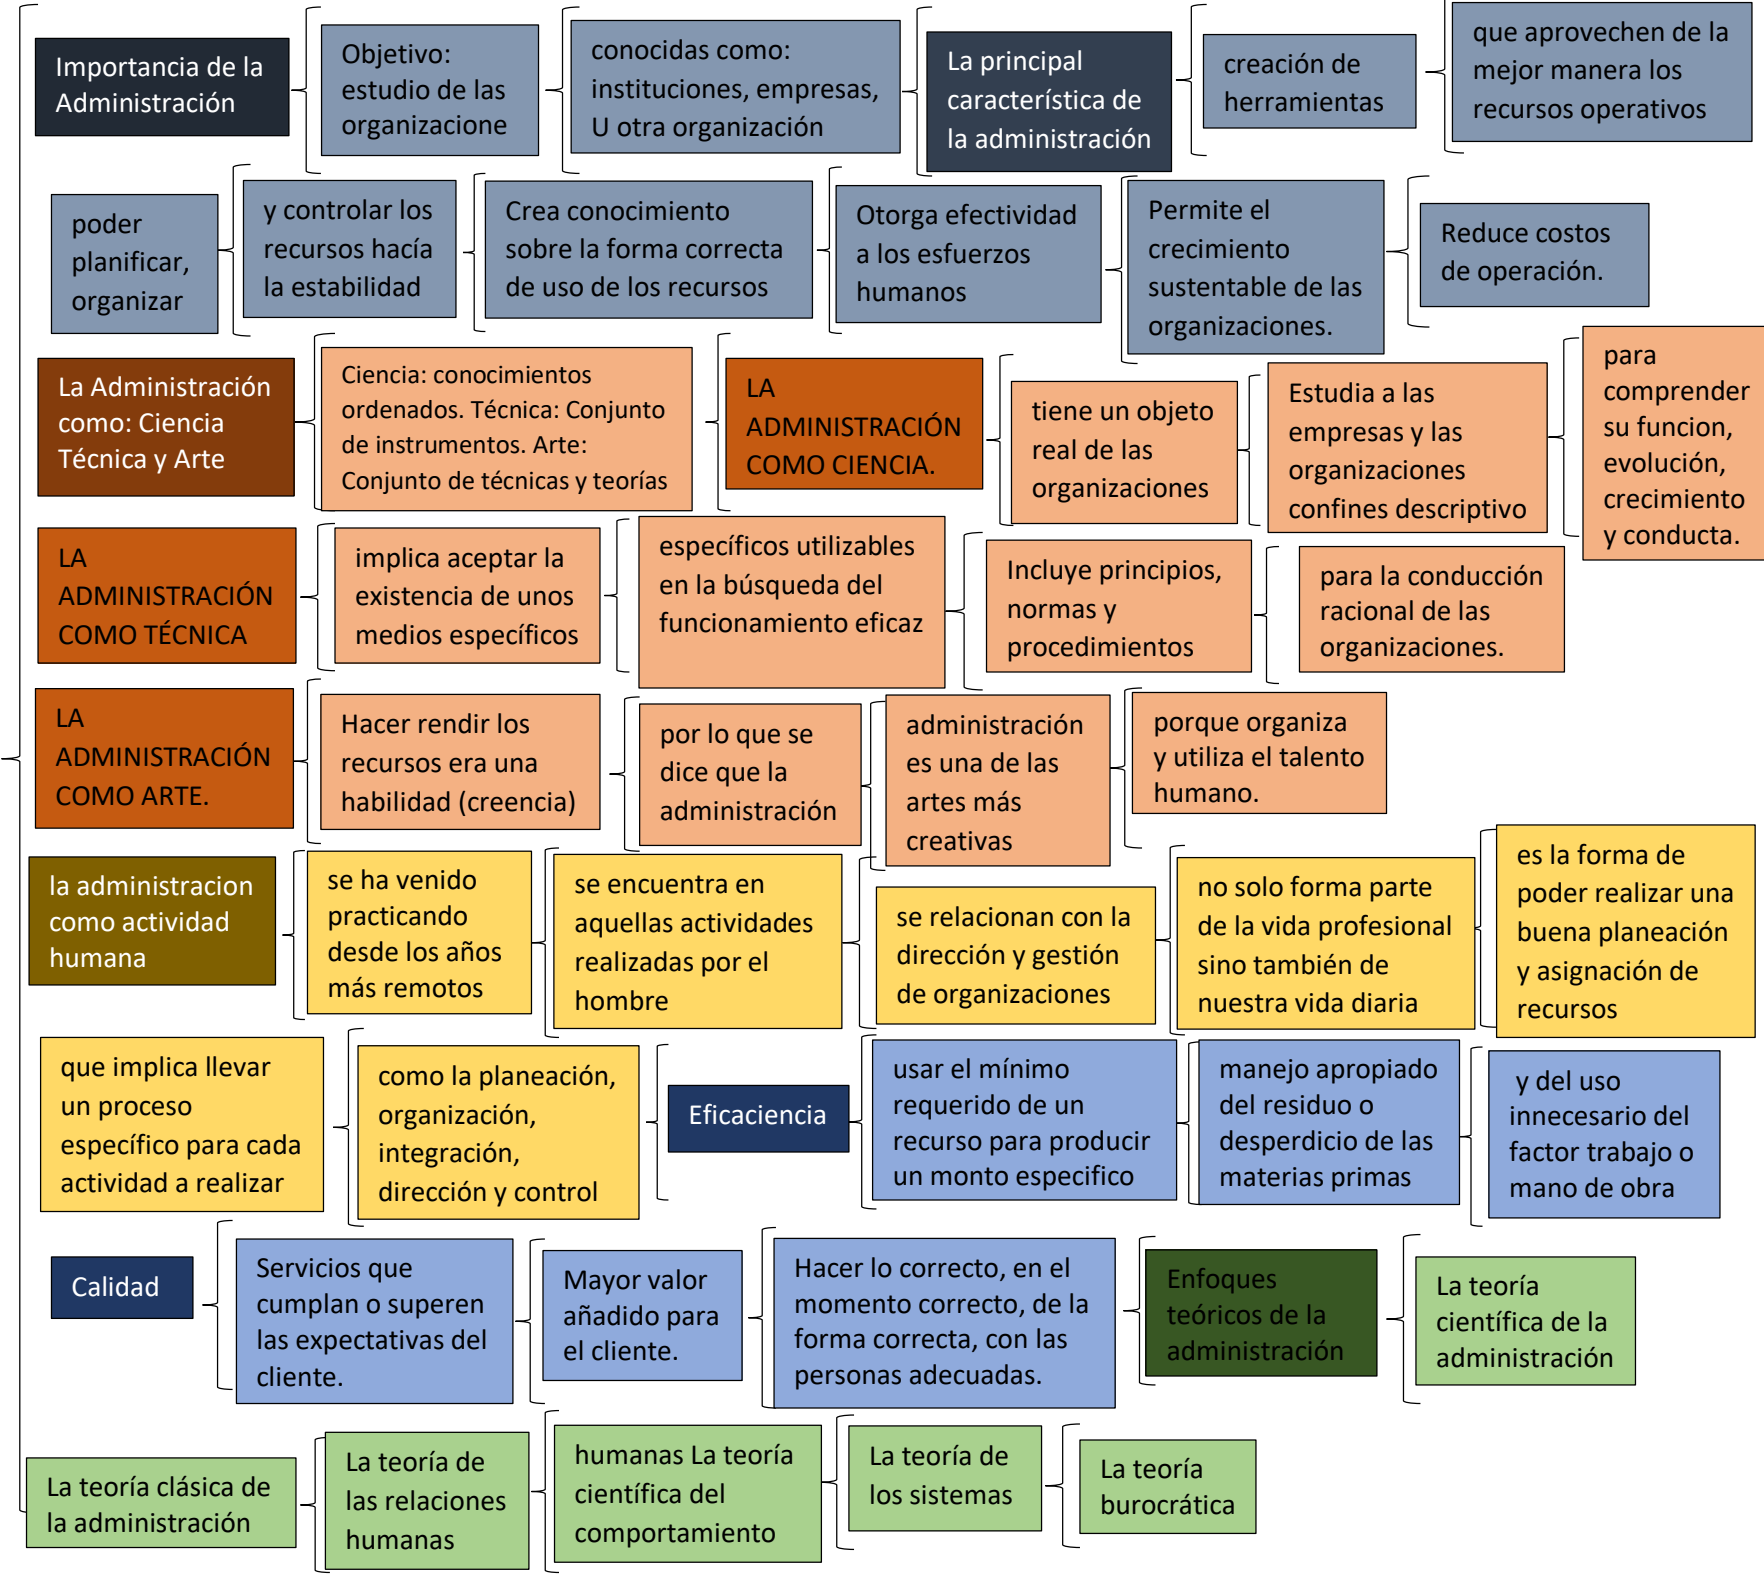 Importancia de la
Administración
Objetivo:
estudio de las
organizacione
conocidas como:
instituciones, empresas,
U otra organización
La principal
característica de
la administración
creación de
herramientas
que aprovechen de la
mejor manera los
recursos operativos
poder
planificar,
organizar
y controlar los
recursos hacía
la estabilidad
Crea conocimiento
sobre la forma correcta
de uso de los recursos
Otorga efectividad
a los esfuerzos
humanos
Permite el
crecimiento
sustentable de las
organizaciones.
Reduce costos
de operación.
La Administración
como: Ciencia
Técnica y Arte
Ciencia: conocimientos
ordenados. Técnica: Conjunto
de instrumentos. Arte:
Conjunto de técnicas y teorías
LA
ADMINISTRACIÓN
COMO CIENCIA.
tiene un objeto
real de las
organizaciones
Estudia a las
empresas y las
organizaciones
confines descriptivo
para
comprender
su funcion,
evolución,
crecimiento
y conducta.
LA
ADMINISTRACIÓN
COMO TÉCNICA
implica aceptar la
existencia de unos
medios específicos
específicos utilizables
en la búsqueda del
funcionamiento eficaz
Incluye principios,
normas y
procedimientos
para la conducción
racional de las
organizaciones.
LA
ADMINISTRACIÓN
COMO ARTE.
Hacer rendir los
recursos era una
habilidad (creencia)
por lo que se
dice que la
administración
administración
es una de las
artes más
creativas
porque organiza
y utiliza el talento
humano.
la administracion
como actividad
humana
se ha venido
practicando
desde los años
más remotos
se encuentra en
aquellas actividades
realizadas por el
hombre
se relacionan con la
dirección y gestión
de organizaciones
no solo forma parte
de la vida profesional
sino también de
nuestra vida diaria
es la forma de
poder realizar una
buena planeación
y asignación de
recursos
que implica llevar
un proceso
específico para cada
actividad a realizar
como la planeación,
organización,
integración,
dirección y control
Eficaciencia
usar el mínimo
requerido de un
recurso para producir
un monto especifico
manejo apropiado
del residuo o
desperdicio de las
materias primas
y del uso
innecesario del
factor trabajo o
mano de obra
Calidad
Servicios que
cumplan o superen
las expectativas del
cliente.
Mayor valor
añadido para
el cliente.
Hacer lo correcto, en el
momento correcto, de la
forma correcta, con las
personas adecuadas.
Enfoques
teóricos de la
administración
La teoría
científica de la
administración
La teoría clásica de
la administración
La teoría de
las relaciones
humanas
humanas La teoría
científica del
comportamiento
La teoría de
los sistemas
La teoría
burocrática